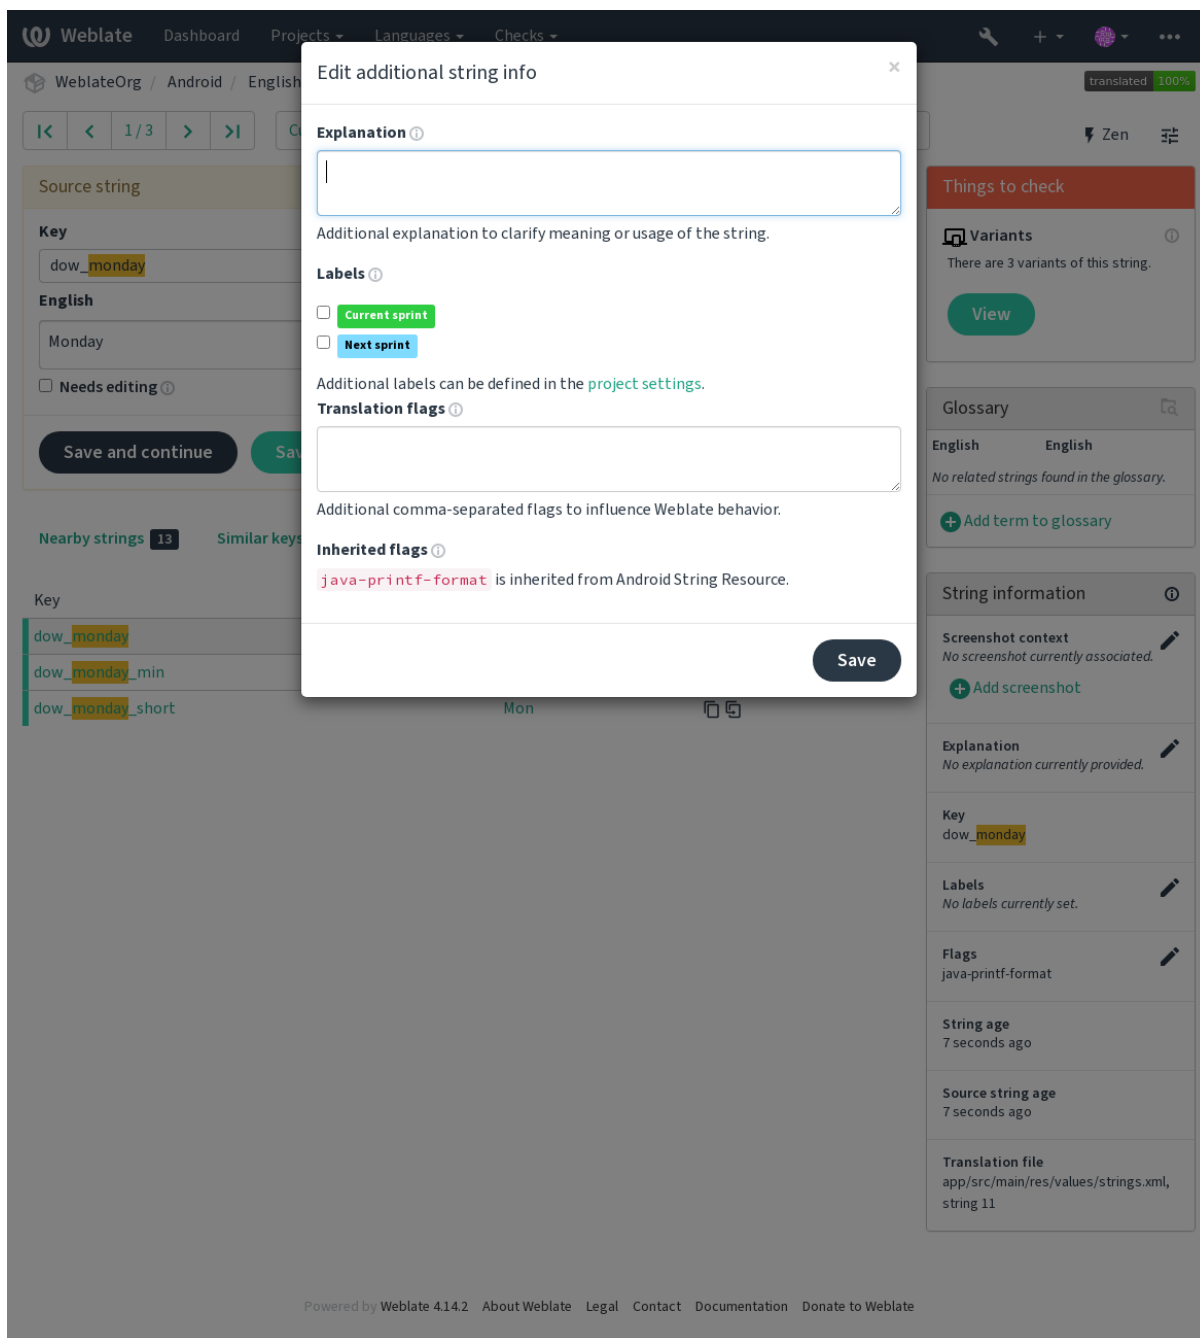 Weblate Dashboard Projects Languages Checks
WeblateOrg / Android / English
translated 100%
1 / 3
Zen
Edit additional string info
×
Explanation
Additional explanation to clarify meaning or usage of the string.
Labels
Current sprint
Next sprint
Additional labels can be defined in the project settings.
Translation flags
Additional comma-separated flags to influence Weblate behavior.
Inherited flags
java-printf-format is inherited from Android String Resource.
Save
Source string
Key
dow_monday
English
Monday
Needs editing
Save and continue
Nearby strings 13 Similar keys
Key
dow_monday
dow_monday_min
dow_monday_short Mon
Things to check
Variants
There are 3 variants of this string.
View
Glossary
English English
No related strings found in the glossary.
Add term to glossary
String information
Screenshot context
No screenshot currently associated.
Add screenshot
Explanation
No explanation currently provided.
Key
dow_monday
Labels
No labels currently set.
Flags
java-printf-format
String age
7 seconds ago
Source string age
7 seconds ago
Translation file
app/src/main/res/values/strings.xml,
string 11
Powered by Weblate 4.14.2 About Weblate Legal Contact Documentation Donate to Weblate